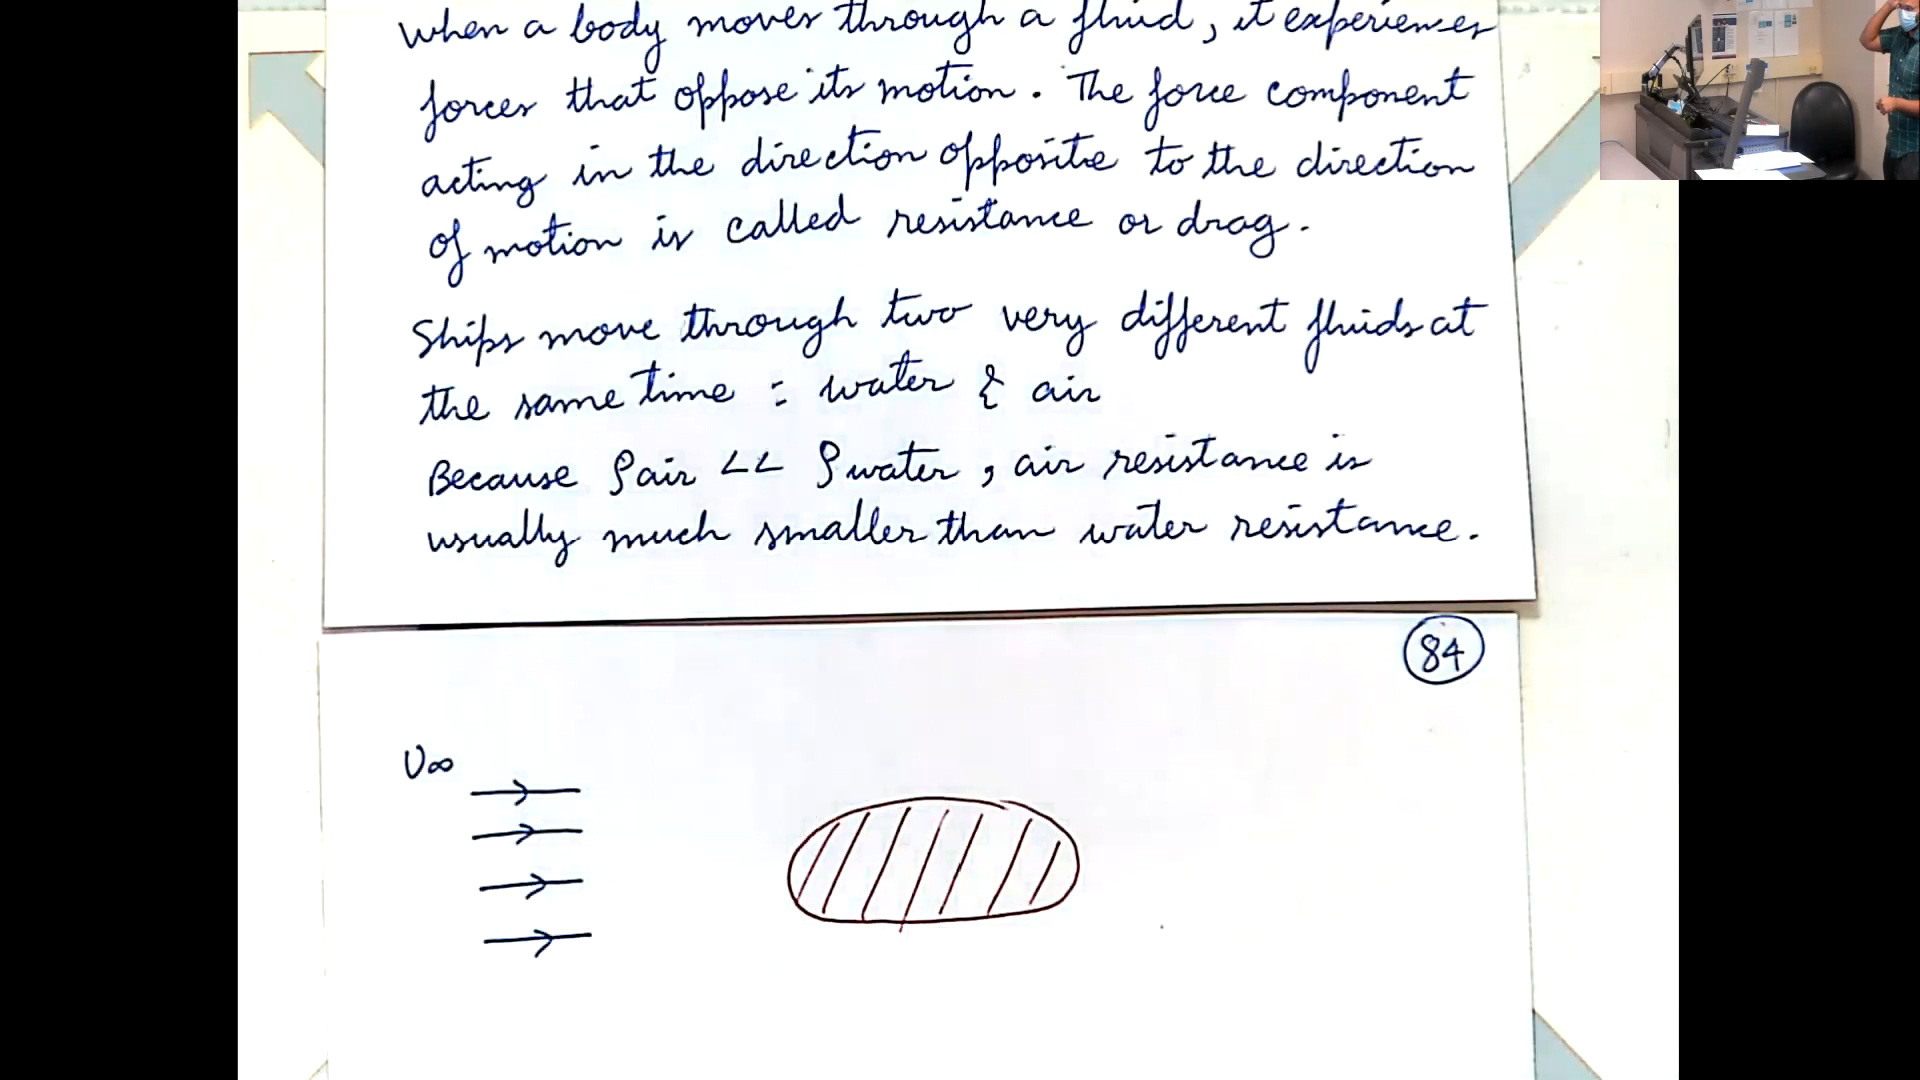 When a body moves through a fluid, it experiences
forces that oppose its motion. The force component
acting in the direction opposite to the direction
of motion is called resistance or drag.
Ships move through two very different fluids at
the same time : water & air
Because ρair << ρwater, air resistance is
usually much smaller than water resistance.
84
U∞